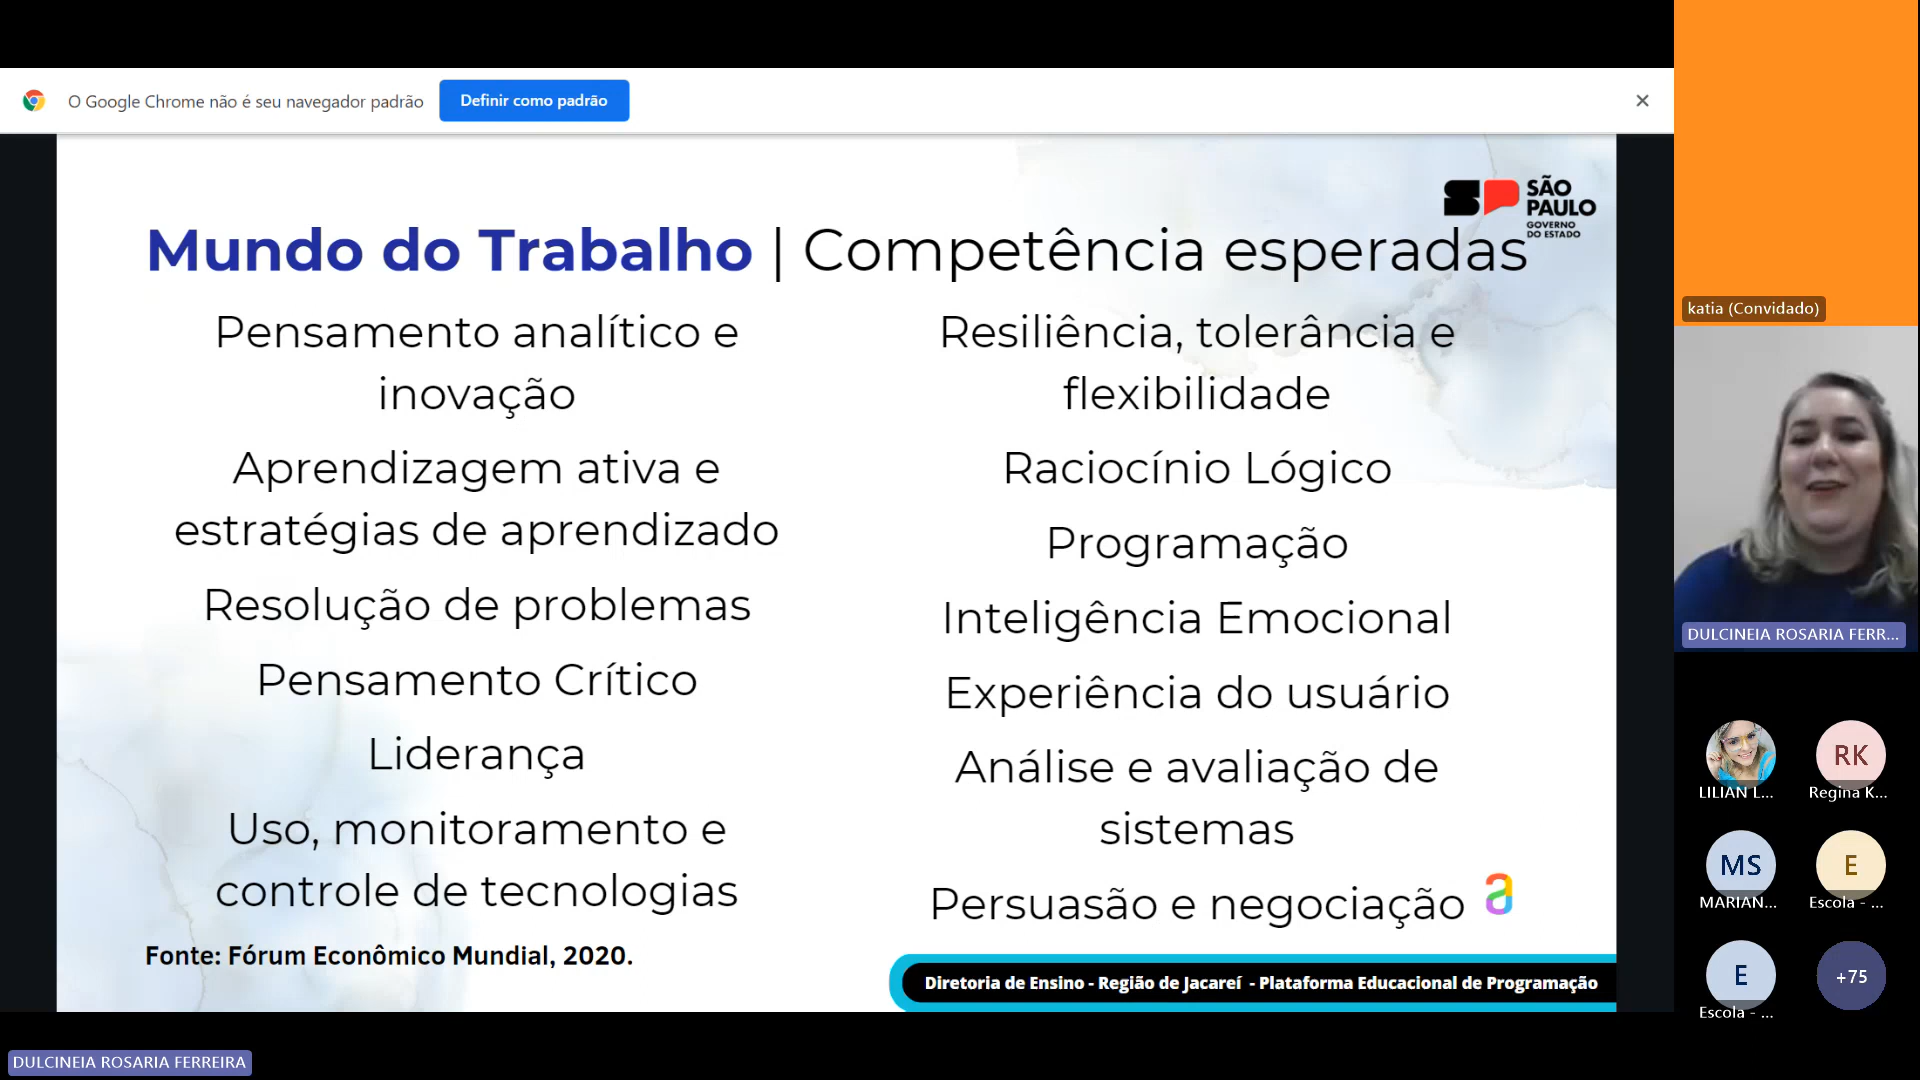 O Google Chrome não é seu navegador padrão
Definir como padrão
SÃO
PAULO
GOVERNO
DO ESTADO
Mundo do Trabalho | Competência esperadas
Pensamento analítico e
inovação
Aprendizagem ativa e
estratégias de aprendizado
Resolução de problemas
Pensamento Crítico
Liderança
Uso, monitoramento e
controle de tecnologias
Resiliência, tolerância e
flexibilidade
Raciocínio Lógico
Programação
Inteligência Emocional
Experiência do usuário
Análise e avaliação de
sistemas
Persuasão e negociação
a
Fonte: Fórum Econômico Mundial, 2020.
Diretoria de Ensino - Região de Jacareí - Plataforma Educacional de Programação
katia (Convidado)
DULCINEIA ROSARIA FERR...
LILIAN L...
RK
Regina K...
MS
MARIAN...
E
Escola - ...
E
Escola - ...
+75
DULCINEIA ROSARIA FERREIRA